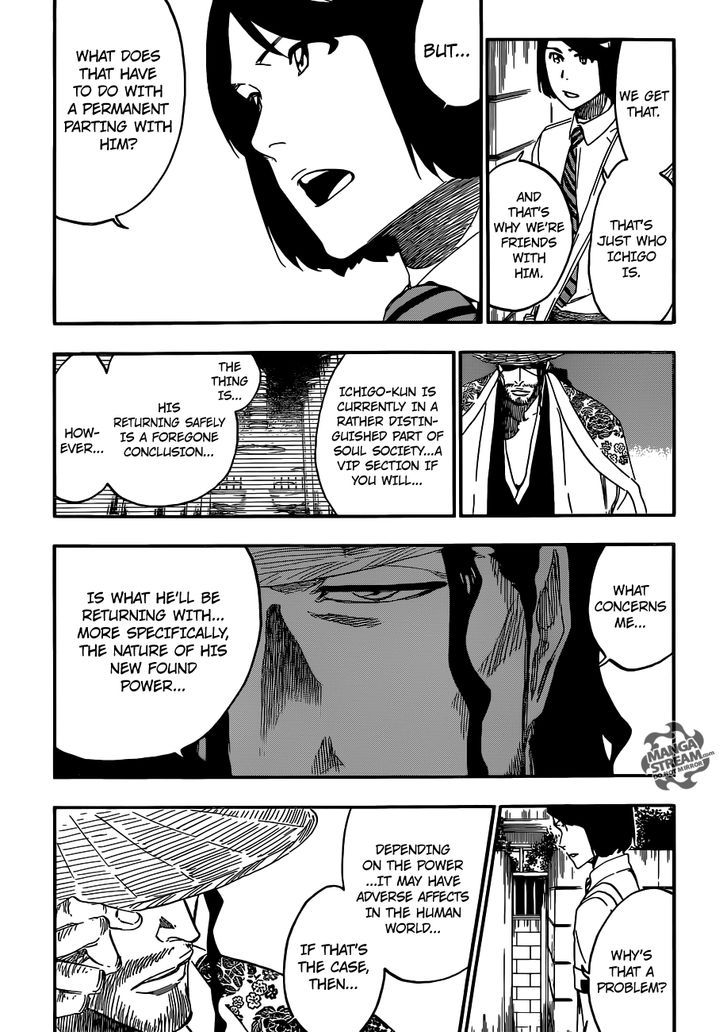 WE GET
THAT.
THAT'S
JUST WHO
ICHIGO
IS.
AND
THAT'S
WHY WE'RE
FRIENDS
WITH
HIM.
BUT...
WHAT DOES
THAT HAVE
TO DO WITH
A PERMANENT
PARTING WITH
HIM?
ICHIGO-KUN IS
CURRENTLY IN A
RATHER DISTIN-
GUISHED PART OF
SOUL SOCIETY...A
VIP SECTION IF
YOU WILL...
THE
THING
IS...
HIS
RETURNING SAFELY
IS A FOREGONE
CONCLUSION...
HOW-
EVER...
WHAT
CONCERNS
ME...
IS WHAT HE'LL BE
RETURNING WITH...
MORE SPECIFICALLY,
THE NATURE OF HIS
NEW FOUND
POWER...
MANGA
STREAM.com
DO NOT MIRROR
WHY'S
THAT A
PROBLEM?
DEPENDING
ON THE POWER
...IT MAY HAVE
ADVERSE AFFECTS
IN THE HUMAN
WORLD...
IF THAT'S
THE CASE,
THEN...